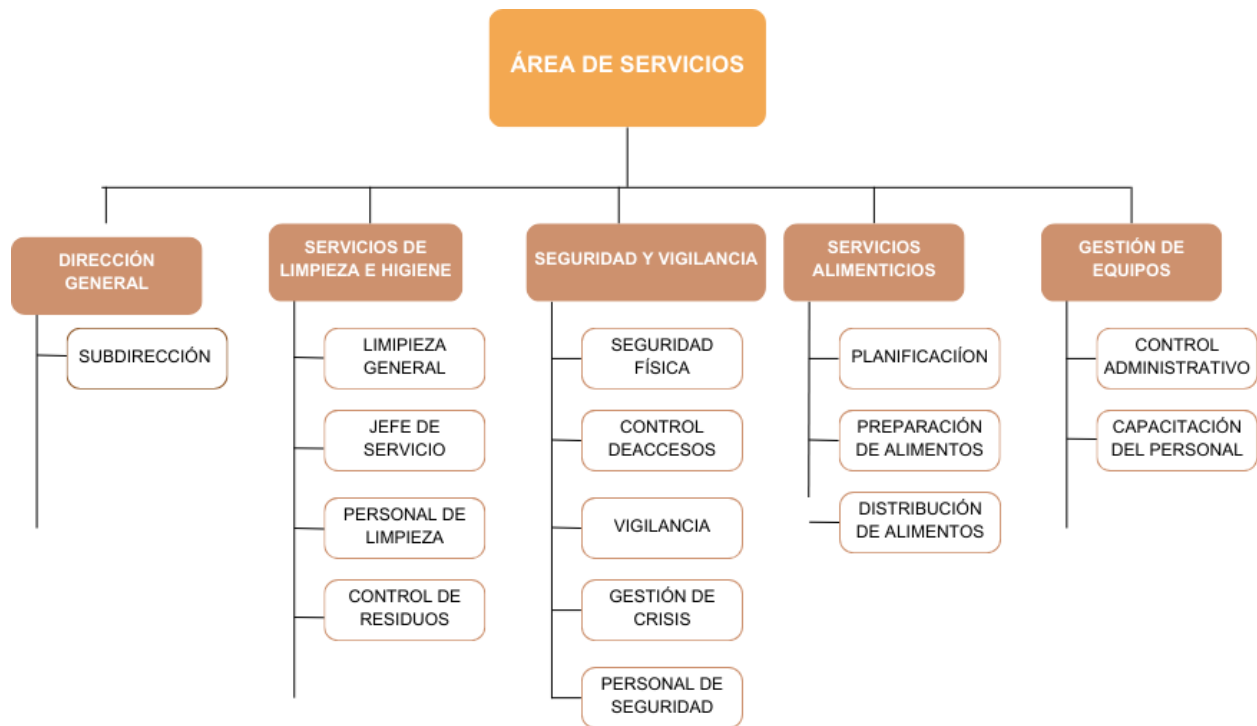 ÁREA DE SERVICIOS
DIRECCIÓN
GENERAL
SUBDIRECCIÓN
SERVICIOS DE
LIMPIEZA E HIGIENE
LIMIPIEZA
GENERAL
JEFE DE
SERVICIO
PERSONAL DE
LIMPIEZA
CONTROL DE
RESIDUOS
SEGURIDAD Y VIGILANCIA
SEGURIDAD
FÍSICA
CONTROL
DEACCESOS
VIGILANCIA
GESTIÓN DE
CRISIS
PERSONAL DE
SEGURIDAD
SERVICIOS
ALIMENTICIOS
PLANIFICACIÍON
PREPARACIÓN
DE ALIMENTOS
DISTRIBUCIÓN
DE ALIMENTOS
GESTIÓN DE
EQUIPOS
CONTROL
ADMINISTRATIVO
CAPACITACIÓN
DEL PERSONAL